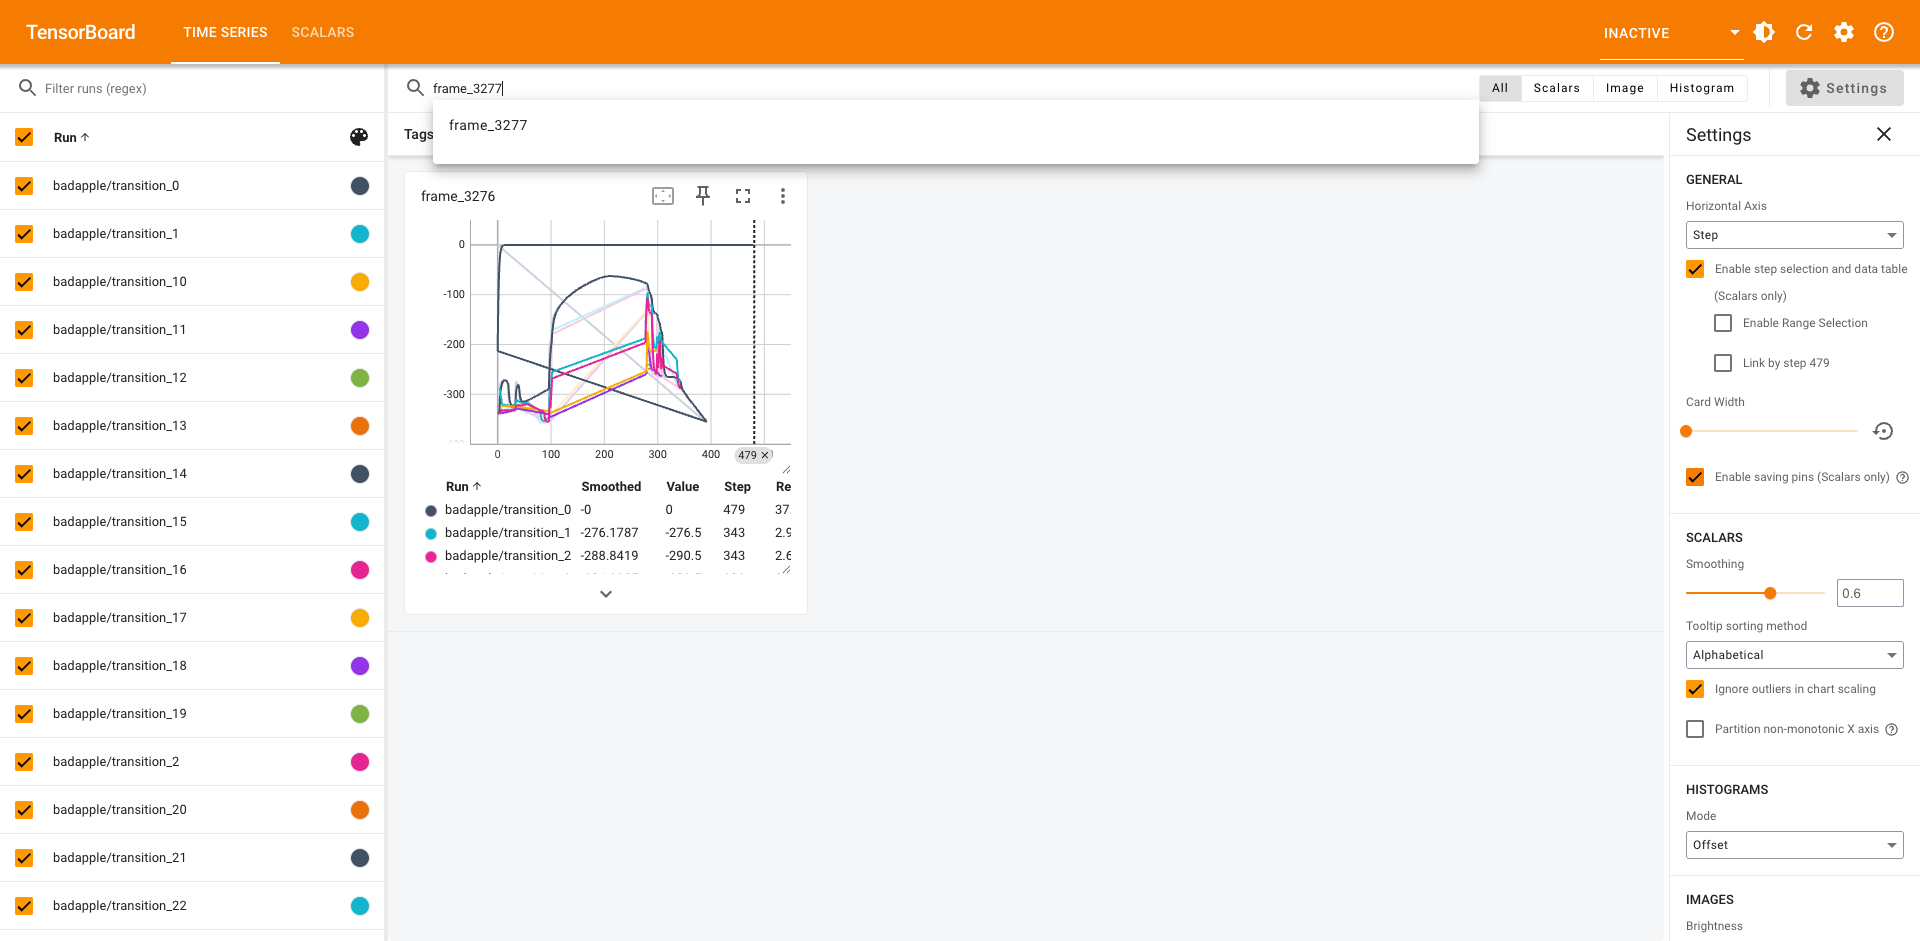 TensorBoard
TIME SERIES
SCALARS
INACTIVE
Filter runs (regex)
frame_3277
All
Scalars
Image
Histogram
Settings
frame_3277
Run
badapple/transition_0
badapple/transition_1
badapple/transition_10
badapple/transition_11
badapple/transition_12
badapple/transition_13
badapple/transition_14
badapple/transition_15
badapple/transition_16
badapple/transition_17
badapple/transition_18
badapple/transition_19
badapple/transition_2
badapple/transition_20
badapple/transition_21
badapple/transition_22
Tags
frame_3276
0
-100
-200
-300
0 100 200 300 400 479
Run Smoothed Value Step Re
badapple/transition_0 -0 0 479 37.
badapple/transition_1 -276.1787 -276.5 343 2.9
badapple/transition_2 -288.8419 -290.5 343 2.6
Settings
GENERAL
Horizontal Axis
Step
Enable step selection and data table
(Scalars only)
Enable Range Selection
Link by step 479
Card Width
Enable saving pins (Scalars only)
SCALARS
Smoothing
0.6
Tooltip sorting method
Alphabetical
Ignore outliers in chart scaling
Partition non-monotonic X axis
HISTOGRAMS
Mode
Offset
IMAGES
Brightness